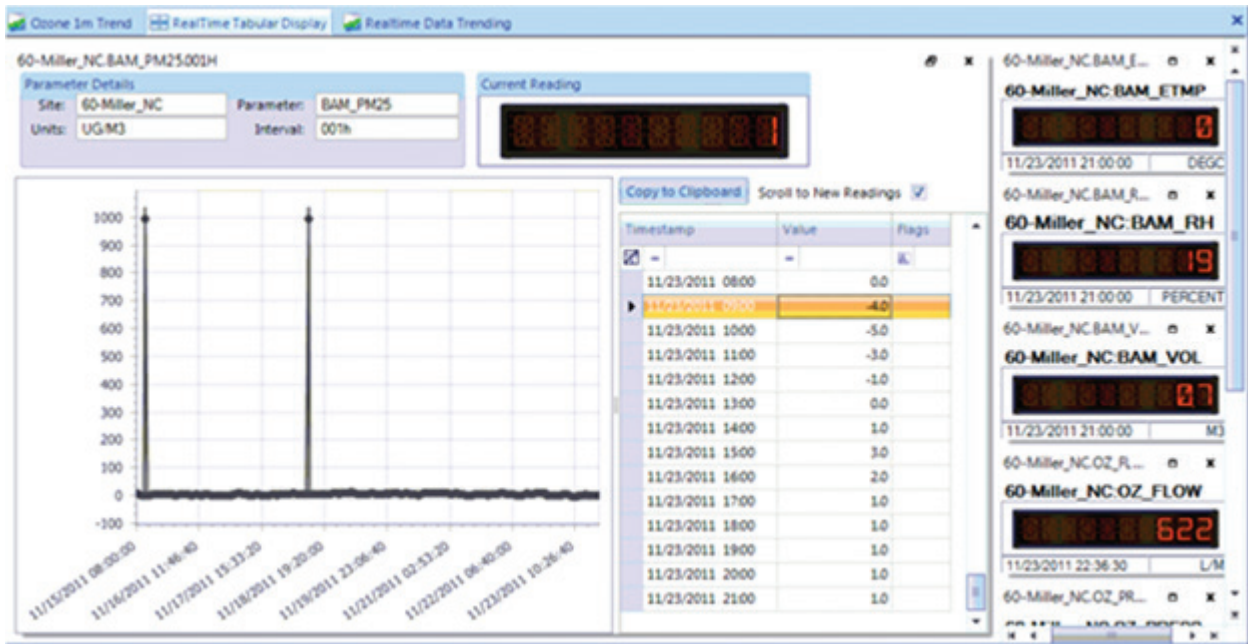 Ozone 1m Trend RealTime Tabular Display Realtime Data Trending
60-Miller_NC.BAM_PM25.001H
Parameter Details
Site: 60-Miller_NC Parameter: BAM_PM25
Units: UG/M3 Interval: 001h
Current Reading
1
1000
900
800
700
600
500
400
300
200
100
0
-100
11/15/2011 08:00:00
11/16/2011 11:46:40
11/17/2011 15:33:20
11/18/2011 19:20:00
11/19/2011 23:06:40
11/21/2011 02:53:20
11/22/2011 06:40:00
11/23/2011 10:26:40
Copy to Clipboard Scroll to New Readings
Timestamp Value Flags
= =
11/23/2011 08:00 0.0
11/23/2011 09:00 -4.0
11/23/2011 10:00 -5.0
11/23/2011 11:00 -3.0
11/23/2011 12:00 -1.0
11/23/2011 13:00 0.0
11/23/2011 14:00 1.0
11/23/2011 15:00 3.0
11/23/2011 16:00 2.0
11/23/2011 17:00 1.0
11/23/2011 18:00 1.0
11/23/2011 19:00 1.0
11/23/2011 20:00 1.0
11/23/2011 21:00 1.0
60-Miller_NC.BAM_E...
60-Miller_NC:BAM_ETMP
0
11/23/2011 21:00:00 DEGC
60-Miller_NC.BAM_R...
60-Miller_NC:BAM_RH
19
11/23/2011 21:00:00 PERCENT
60-Miller_NC.BAM_V...
60-Miller_NC:BAM_VOL
0.7
11/23/2011 21:00:00 M3
60-Miller_NC.OZ_FL...
60-Miller_NC:OZ_FLOW
622
11/23/2011 22:36:30 L/M
60-Miller_NC.OZ_PR...